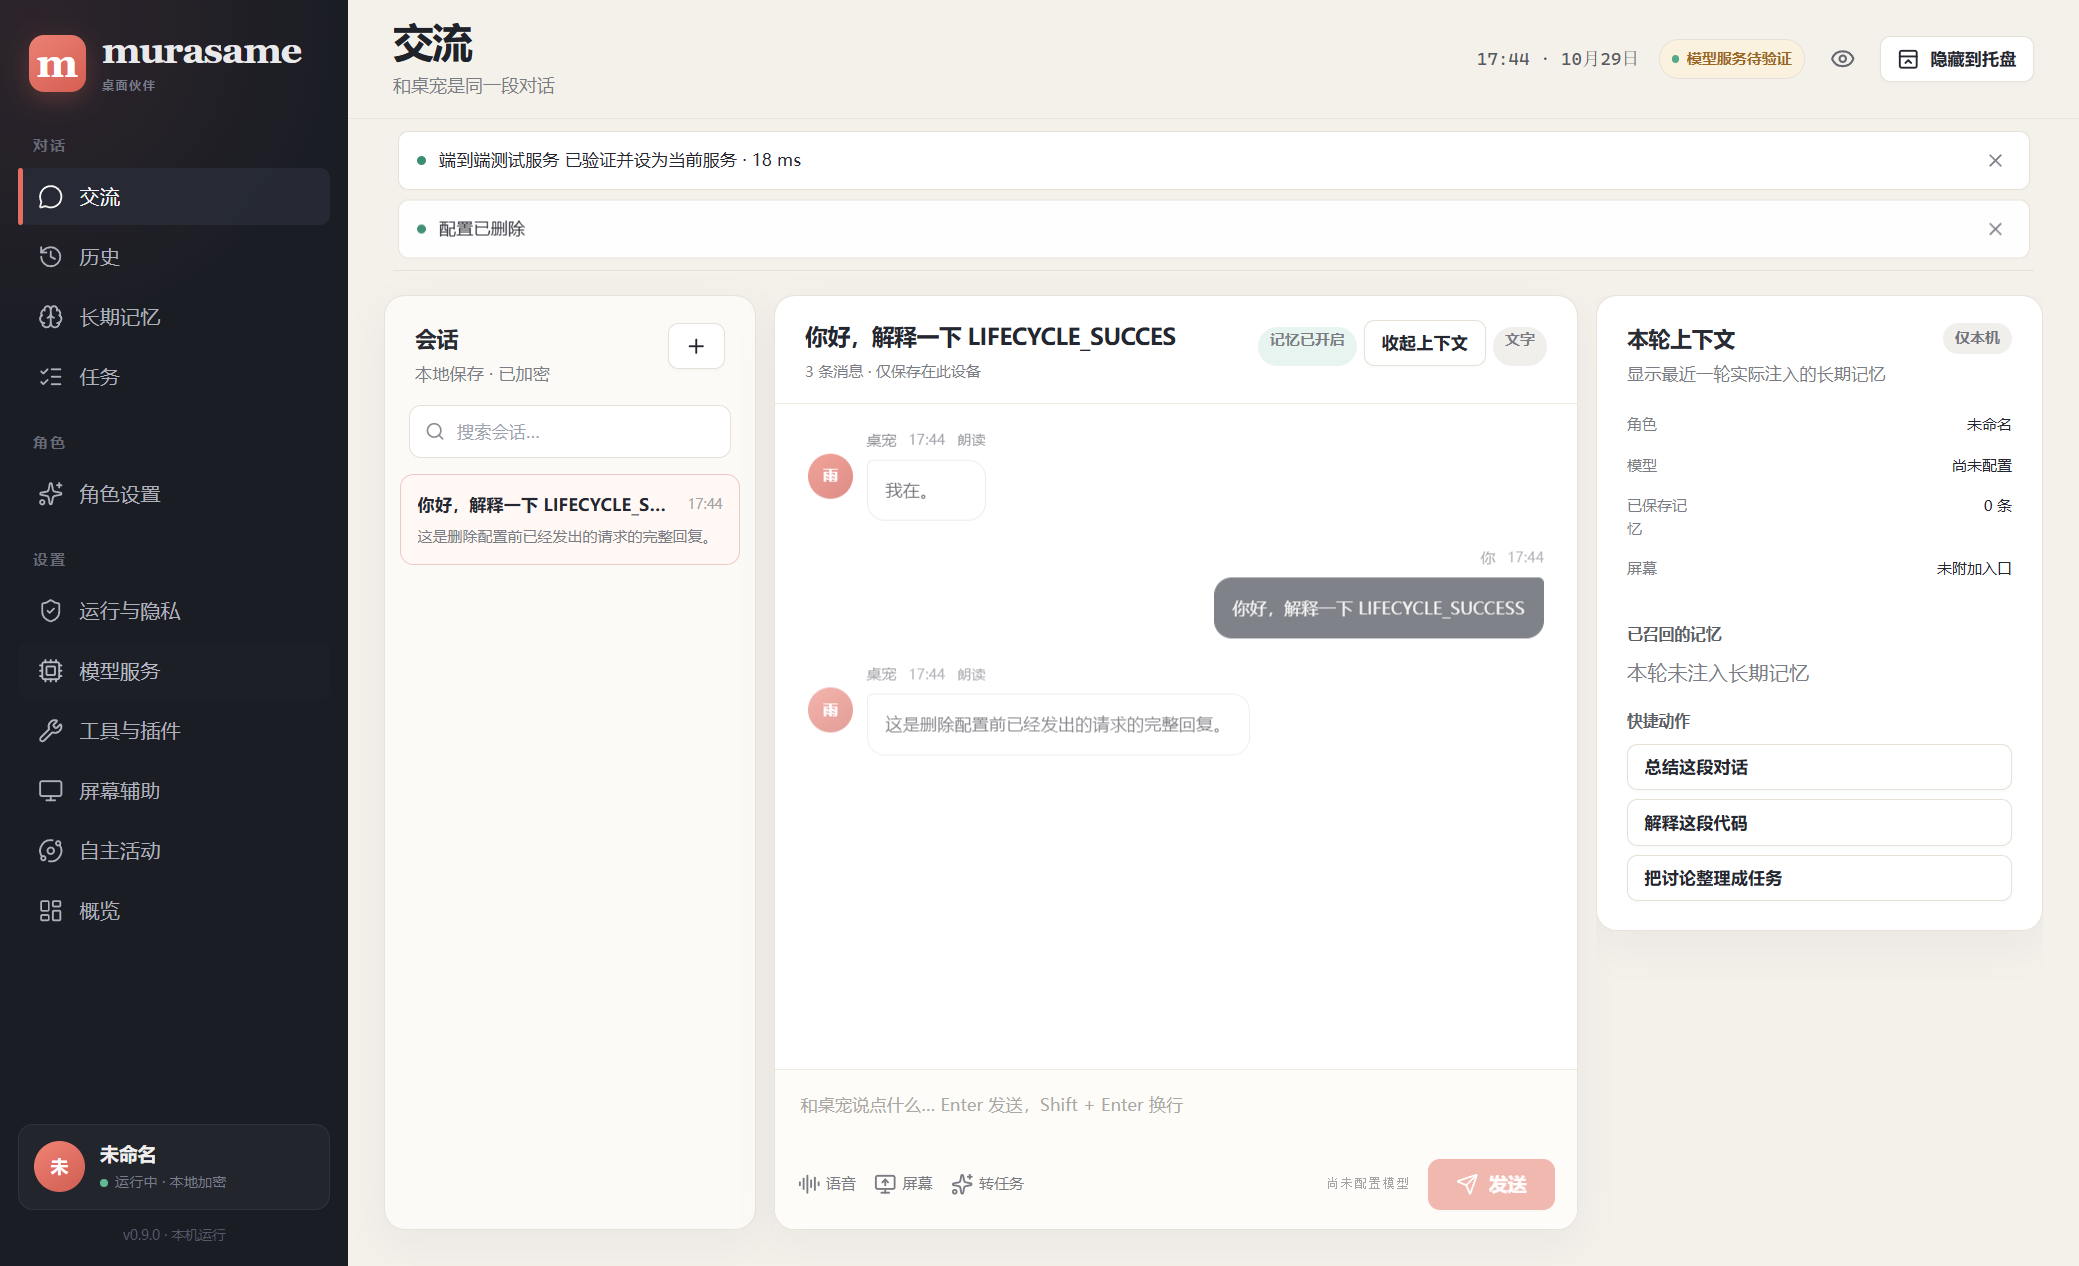 m
murasame
桌面伙伴
对话
交流
历史
长期记忆
任务
角色
角色设置
设置
运行与隐私
模型服务
工具与插件
屏幕辅助
自主活动
概览
未
未命名
运行中 · 本地加密
v0.9.0 · 本机运行
交流
和桌宠是同一段对话
17:44 · 10月29日
模型服务待验证
隐藏到托盘
端到端测试服务 已验证并设为当前服务 · 18 ms
配置已删除
会话
本地保存 · 已加密
搜索会话...
你好，解释一下 LIFECYCLE_S... 17:44
这是删除配置前已经发出的请求的完整回复。
你好，解释一下 LIFECYCLE_SUCCES
3 条消息 · 仅保存在此设备
记忆已开启
收起上下文
文字
桌宠 17:44 朗读
雨
我在。
你 17:44
你好，解释一下 LIFECYCLE_SUCCESS
桌宠 17:44 朗读
雨
这是删除配置前已经发出的请求的完整回复。
和桌宠说点什么... Enter 发送，Shift + Enter 换行
语音
屏幕
转任务
尚未配置模型
发送
本轮上下文
仅本机
显示最近一轮实际注入的长期记忆
角色 未命名
模型 尚未配置
已保存记忆 0 条
屏幕 未附加入口
已召回的记忆
本轮未注入长期记忆
快捷动作
总结这段对话
解释这段代码
把讨论整理成任务